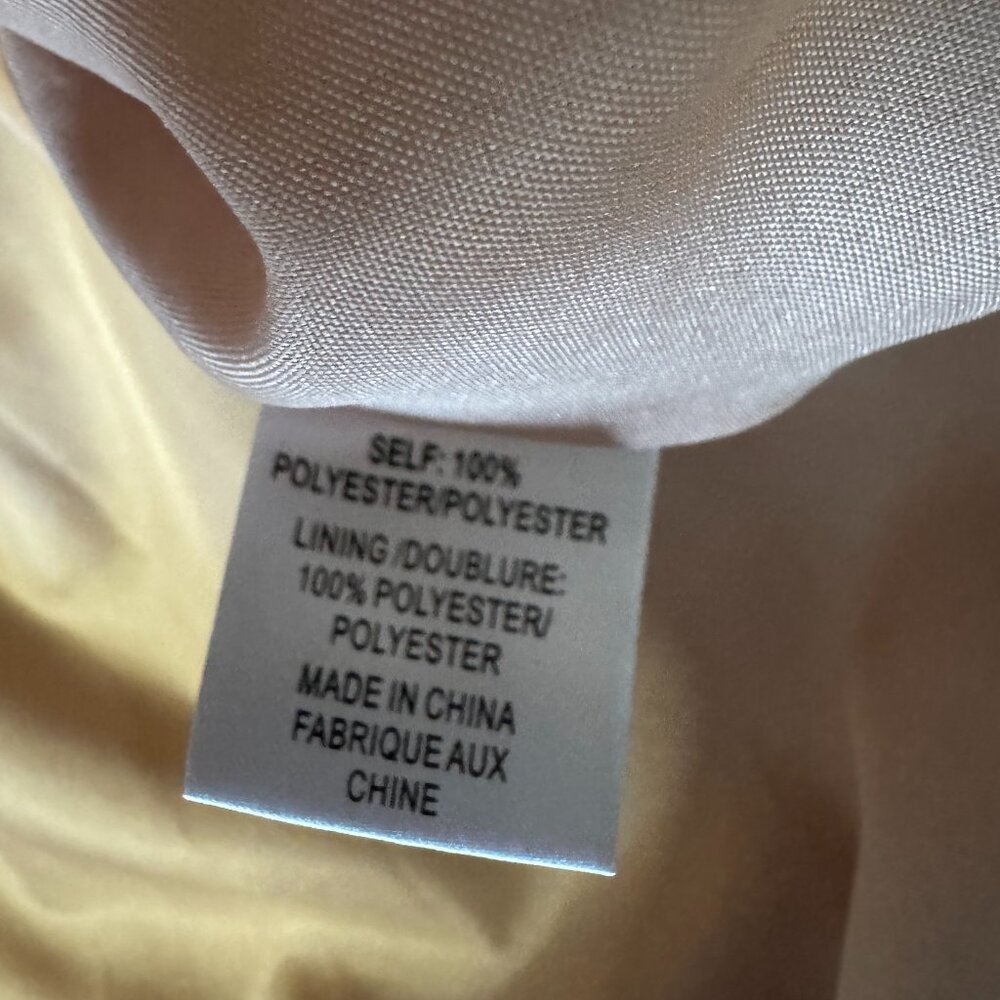 SELF: 100%
POLYESTER/POLYESTER
LINING /DOUBLURE:
100% POLYESTER/
POLYESTER
MADE IN CHINA
FABRIQUE AUX
CHINE